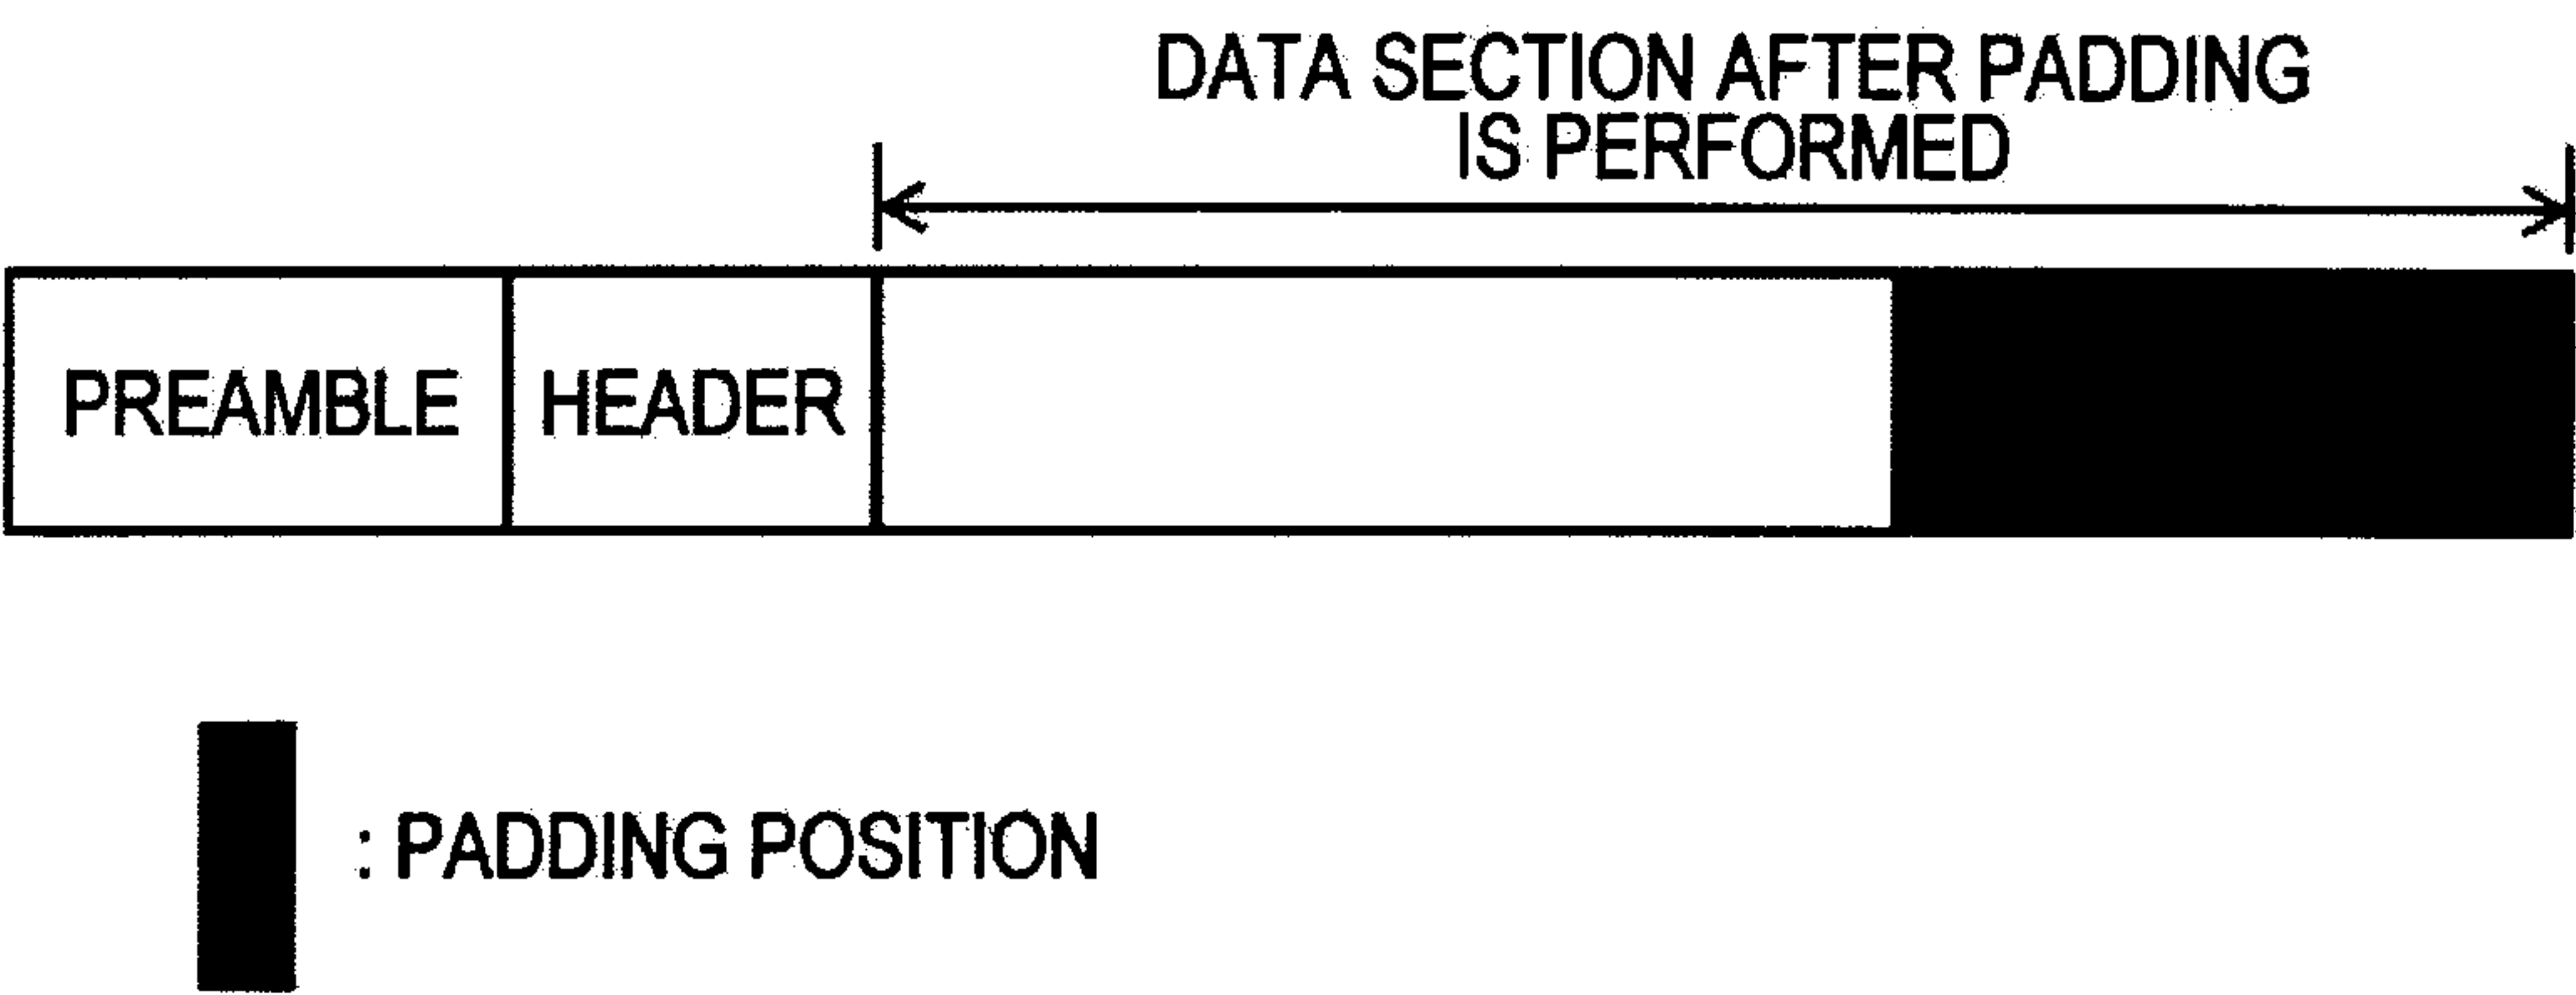 DATA SECTION AFTER PADDING
IS PERFORMED
PREAMBLE HEADER
: PADDING POSITION